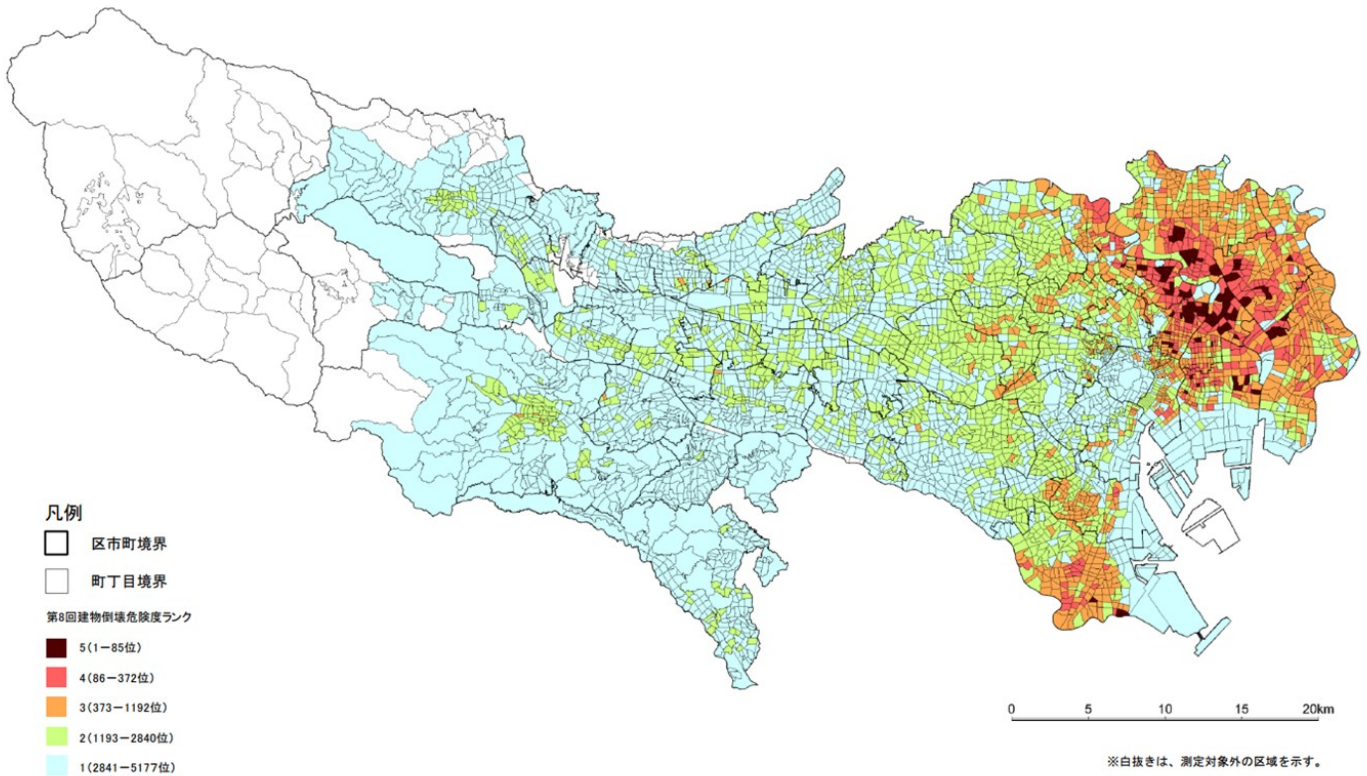 凡例
区市町境界
町丁目境界
第8回建物倒壊危険度ランク
5(1－85位)
4(86－372位)
3(373－1192位)
2(1193－2840位)
1(2841－5177位)
0 5 10 15 20km
※白抜きは、測定対象外の区域を示す。